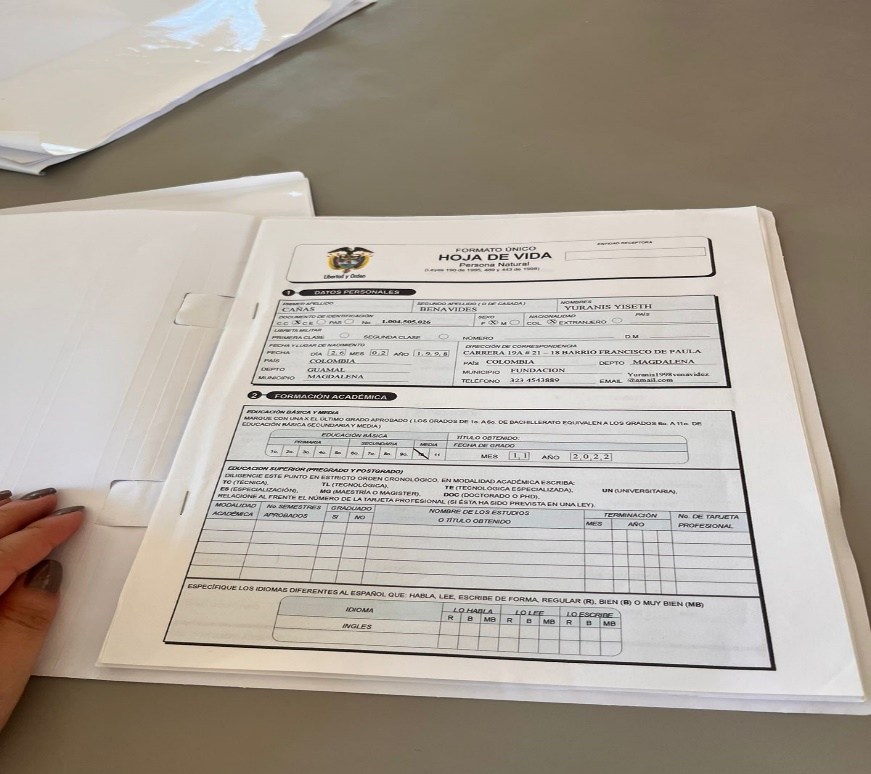 FORMATO ÚNICO
HOJA DE VIDA
Persona Natural
(Leyes 190 de 1995, 489 y 443 de 1998)
ENTIDAD RECEPTORA
Libertad y Orden
1 DATOS PERSONALES
PRIMER APELLIDO SEGUNDO APELLIDO ( O DE CASADA ) NOMBRES
CAÑAS BENAVIDES YURANIS YISETH
DOCUMENTO DE IDENTIFICACIÓN SEXO NACIONALIDAD PAÍS
C.C X C.E PAS No 1.004.505.026 F X M COL. X EXTRANJERO
LIBRETA MILITAR
PRIMERA CLASE SEGUNDA CLASE NÚMERO D.M
FECHA Y LUGAR DE NACIMIENTO DIRECCIÓN DE CORRESPONDENCIA
FECHA DÍA 2 6 MES 0 2 AÑO 1 9 9 8 CARRERA 19A # 21 – 18 BARRIO FRANCISCO DE PAULA
PAÍS COLOMBIA PAÍS COLOMBIA DEPTO MAGDALENA
DEPTO GUAMAL MUNICIPIO FUNDACION
MUNICIPIO MAGDALENA TELÉFONO 323 4543889 EMAIL Yuranis1998venavidez
@amail.com
2 FORMACIÓN ACADÉMICA
EDUCACIÓN BÁSICA Y MEDIA
MARQUE CON UNA X EL ÚLTIMO GRADO APROBADO ( LOS GRADOS DE 1o. A 6o. DE BACHILLERATO EQUIVALEN A LOS GRADOS 6o. A 11o. DE
EDUCACIÓN BÁSICA SECUNDARIA Y MEDIA )
EDUCACIÓN BÁSICA TÍTULO OBTENIDO:
PRIMARIA SECUNDARIA MEDIA FECHA DE GRADO
1o. 2o. 3o. 4o. 5o. 6o. 7o. 8o. 9o. 11 MES 1 1 AÑO 2 0 2 2
EDUCACION SUPERIOR (PREGRADO Y POSTGRADO)
DILIGENCIE ESTE PUNTO EN ESTRICTO ORDEN CRONOLÓGICO, EN MODALIDAD ACADÉMICA ESCRIBA:
TC (TÉCNICA), TL (TECNOLÓGICA), TE (TECNOLÓGICA ESPECIALIZADA), UN (UNIVERSITARIA),
ES (ESPECIALIZACIÓN), MG (MAESTRÍA O MAGISTER), DOC (DOCTORADO O PHD),
RELACIONE AL FRENTE EL NÚMERO DE LA TARJETA PROFESIONAL (SI ÉSTA HA SIDO PREVISTA EN UNA LEY).
MODALIDAD No. SEMESTRES GRADUADO NOMBRE DE LOS ESTUDIOS TERMINACIÓN No. DE TARJETA
ACADÉMICA APROBADOS SI NO O TÍTULO OBTENIDO MES AÑO PROFESIONAL
ESPECÍFIQUE LOS IDIOMAS DIFERENTES AL ESPAÑOL QUE: HABLA, LEE, ESCRIBE DE FORMA, REGULAR (R), BIEN (B) O MUY BIEN (MB)
IDIOMA LO HABLA LO LEE LO ESCRIBE
R B MB R B MB R B MB
INGLES